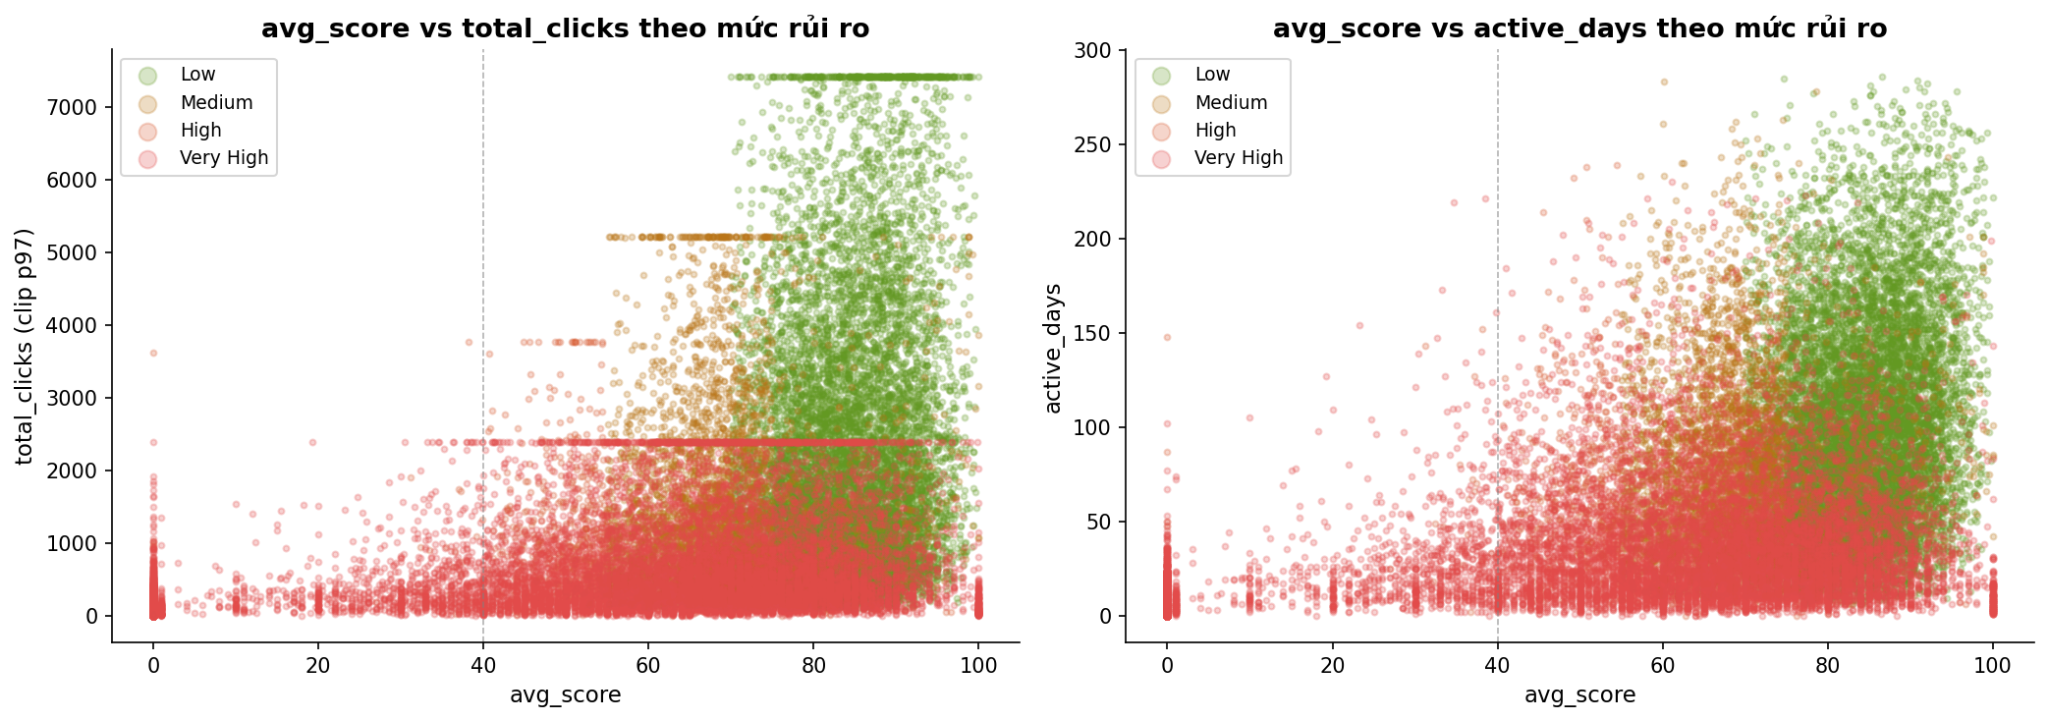 avg_score vs total_clicks theo mức rủi ro
Low
Medium
High
Very High
total_clicks (clip p97)
7000
6000
5000
4000
3000
2000
1000
0
0 20 40 60 80 100
avg_score
avg_score vs active_days theo mức rủi ro
Low
Medium
High
Very High
active_days
300
250
200
150
100
50
0
0 20 40 60 80 100
avg_score